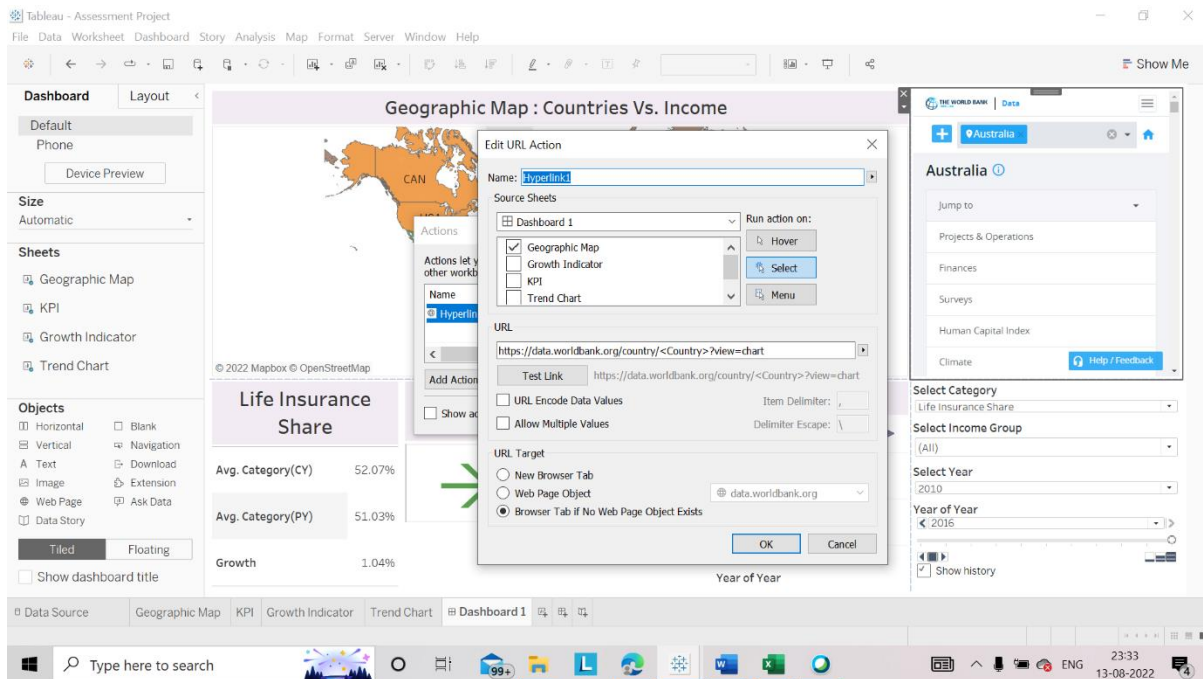 Tableau - Assessment Project
File Data Worksheet Dashboard Story Analysis Map Format Server Window Help
Show Me
Dashboard Layout
Default
Phone
Device Preview
Size
Automatic
Sheets
Geographic Map
KPI
Growth Indicator
Trend Chart
Objects
Horizontal Blank
Vertical Navigation
A Text Download
Image Extension
Web Page Ask Data
Data Story
Tiled Floating
Show dashboard title
Geographic Map : Countries Vs. Income
CAN
© 2022 Mapbox © OpenStreetMap
Life Insurance
Share
Avg. Category(CY) 52.07%
Avg. Category(PY) 51.03%
Growth 1.04%
Actions
Actions let y
other workb
Name
Hyperlin
Add Action
Show ac
Edit URL Action
Name: Hyperlink1
Source Sheets
Dashboard 1
Run action on:
Geographic Map
Growth Indicator
KPI
Trend Chart
Hover
Select
Menu
URL
https://data.worldbank.org/country/<Country>?view=chart
Test Link https://data.worldbank.org/country/<Country>?view=chart
URL Encode Data Values Item Delimiter: ,
Allow Multiple Values Delimiter Escape: \
URL Target
New Browser Tab
Web Page Object data.worldbank.org
Browser Tab if No Web Page Object Exists
OK Cancel
Year of Year
THE WORLD BANK Data
Australia
Australia
Jump to
Projects & Operations
Finances
Surveys
Human Capital Index
Climate
Help / Feedback
Select Category
Life Insurance Share
Select Income Group
(All)
Select Year
2010
Year of Year
2016
Show history
Data Source Geographic Map KPI Growth Indicator Trend Chart Dashboard 1
Type here to search
99+
L
ENG
23:33
13-08-2022
4